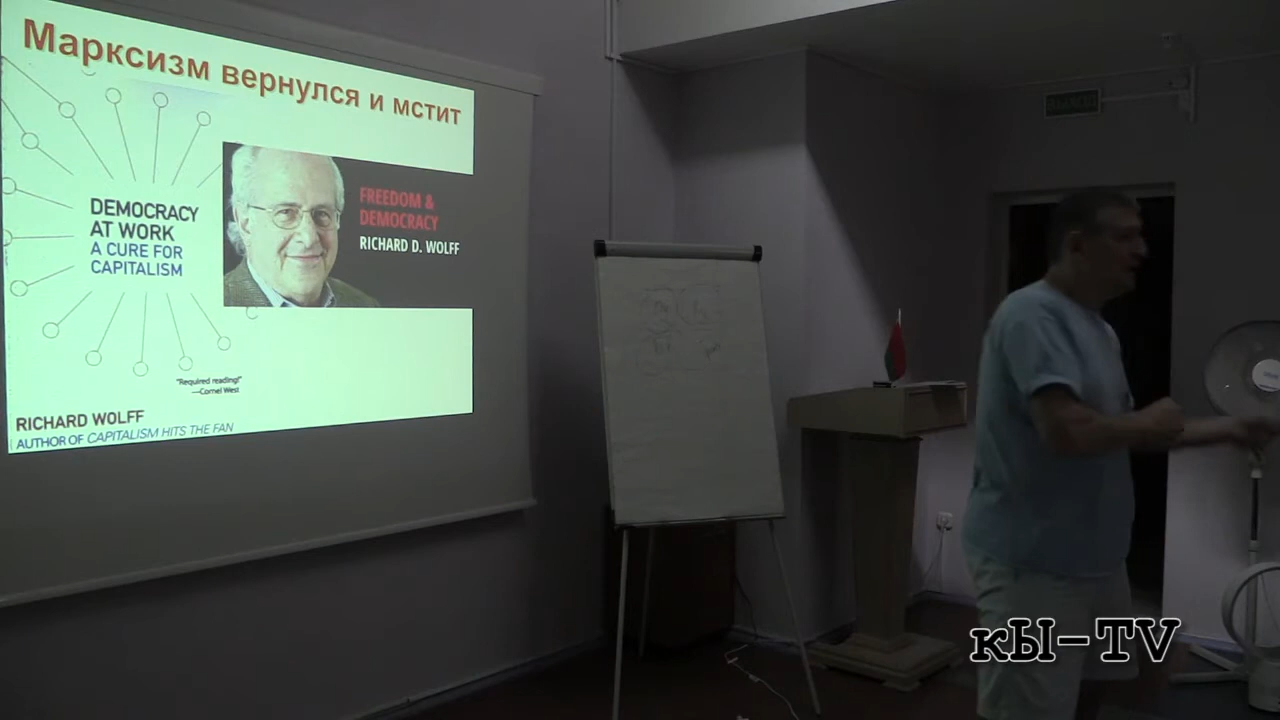 Марксизм вернулся и мстит
DEMOCRACY
AT WORK
A CURE FOR
CAPITALISM
FREEDOM &
DEMOCRACY
RICHARD D. WOLFF
"Required reading!"
—Cornel West
RICHARD WOLFF
AUTHOR OF CAPITALISM HITS THE FAN
кЫ-TV